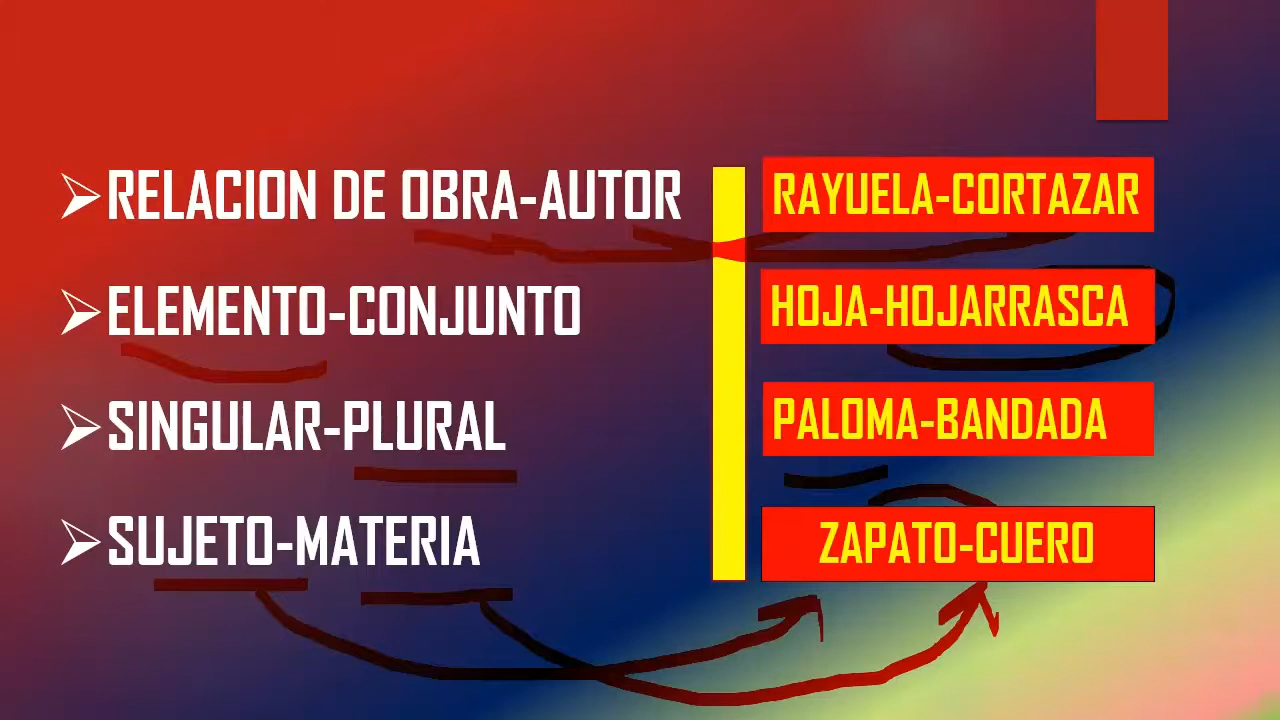 RELACION DE OBRA-AUTOR
RAYUELA-CORTAZAR
ELEMENTO-CONJUNTO
HOJA-HOJARRASCA
SINGULAR-PLURAL
PALOMA-BANDADA
SUJETO-MATERIA
ZAPATO-CUERO